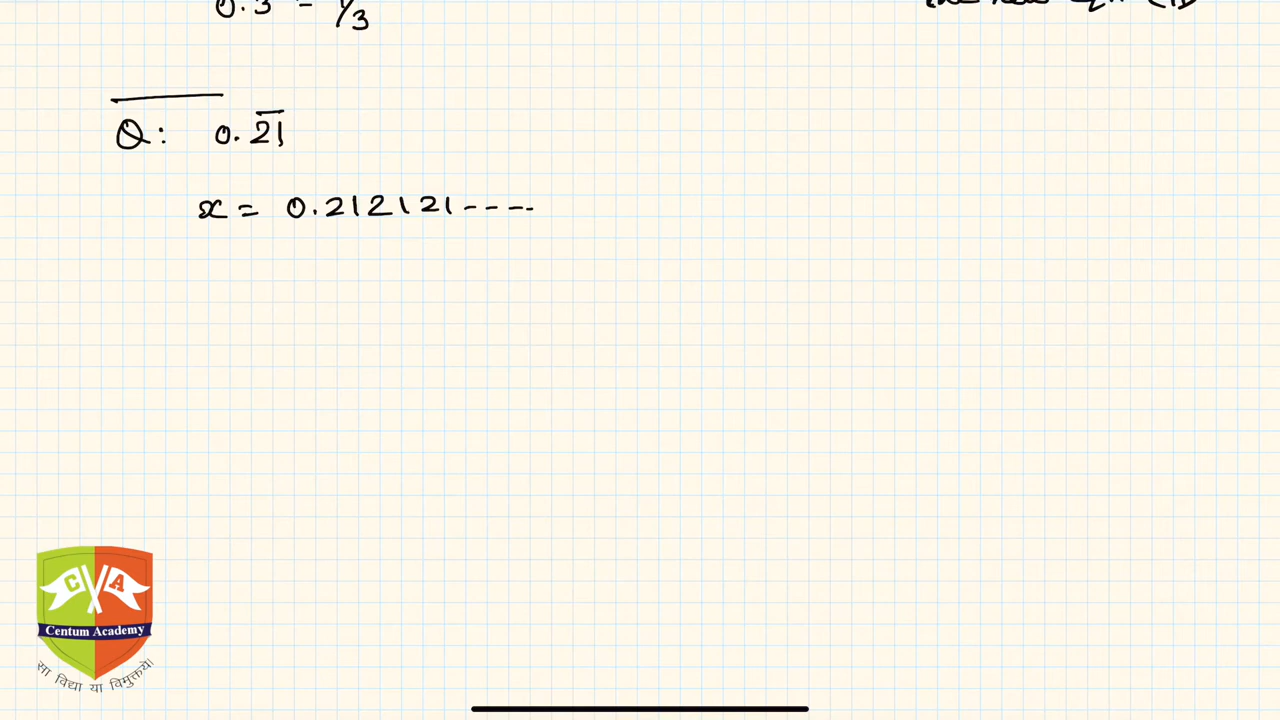 0.3 = 1/3
Q: 0.2̅1̅
x = 0.212121----
C A
Centum Academy
सा विद्या या विमुक्तये।